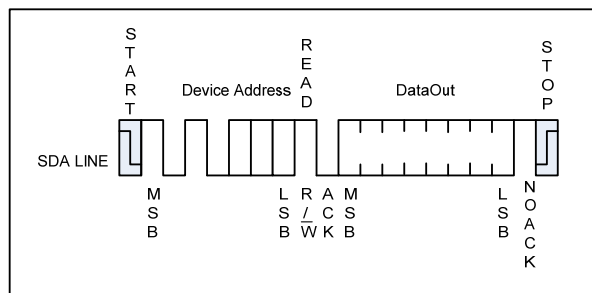 START
READ
STOP
Device Address
DataOut
SDA LINE
MSB
LSB
R/W
ACK
MSB
LSB
NOACK